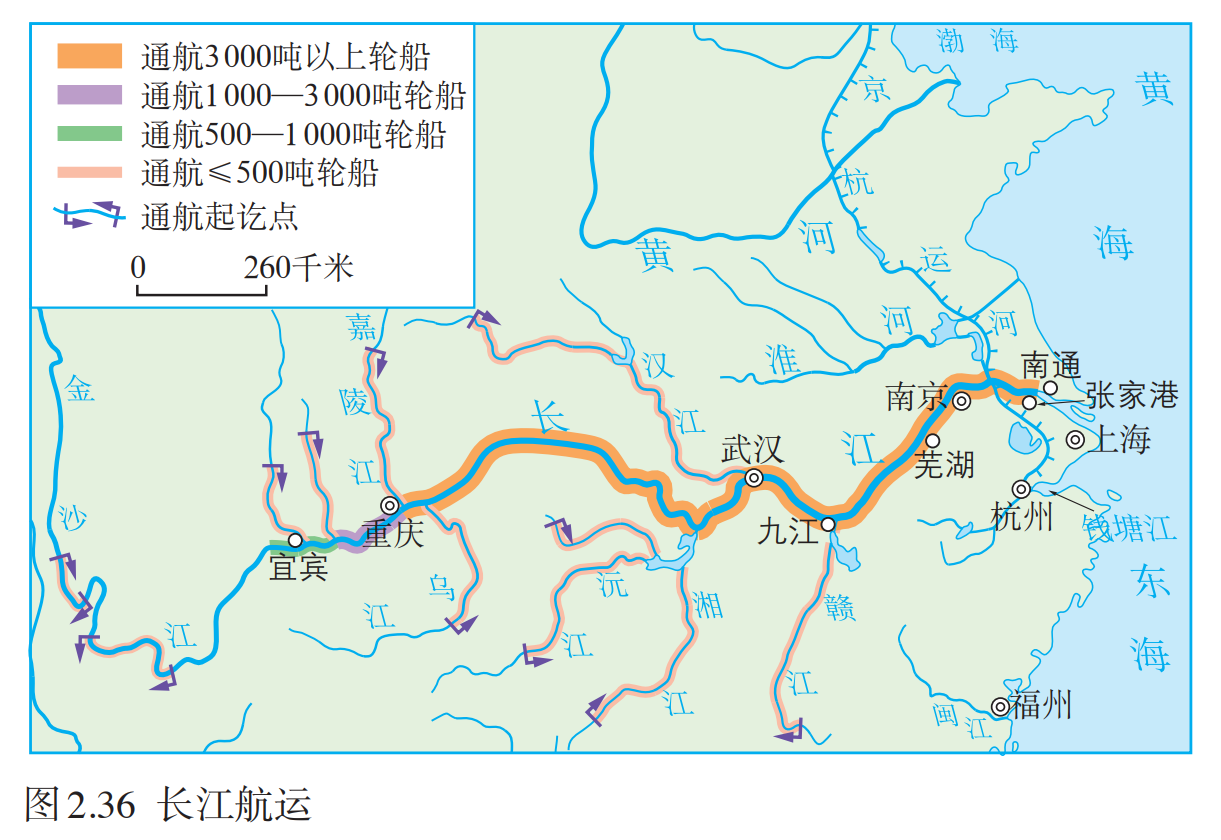 通航3000吨以上轮船
通航1000—3000吨轮船
通航500—1000吨轮船
通航≤500吨轮船
通航起讫点
0 260千米
渤海
黄海
东海
京杭运河
黄河
淮河
金沙江
嘉陵江
汉江
长江
乌江
沅江
湘江
赣江
闽江
钱塘江
南通
张家港
上海
南京
芜湖
杭州
武汉
九江
重庆
宜宾
福州
图2.36 长江航运